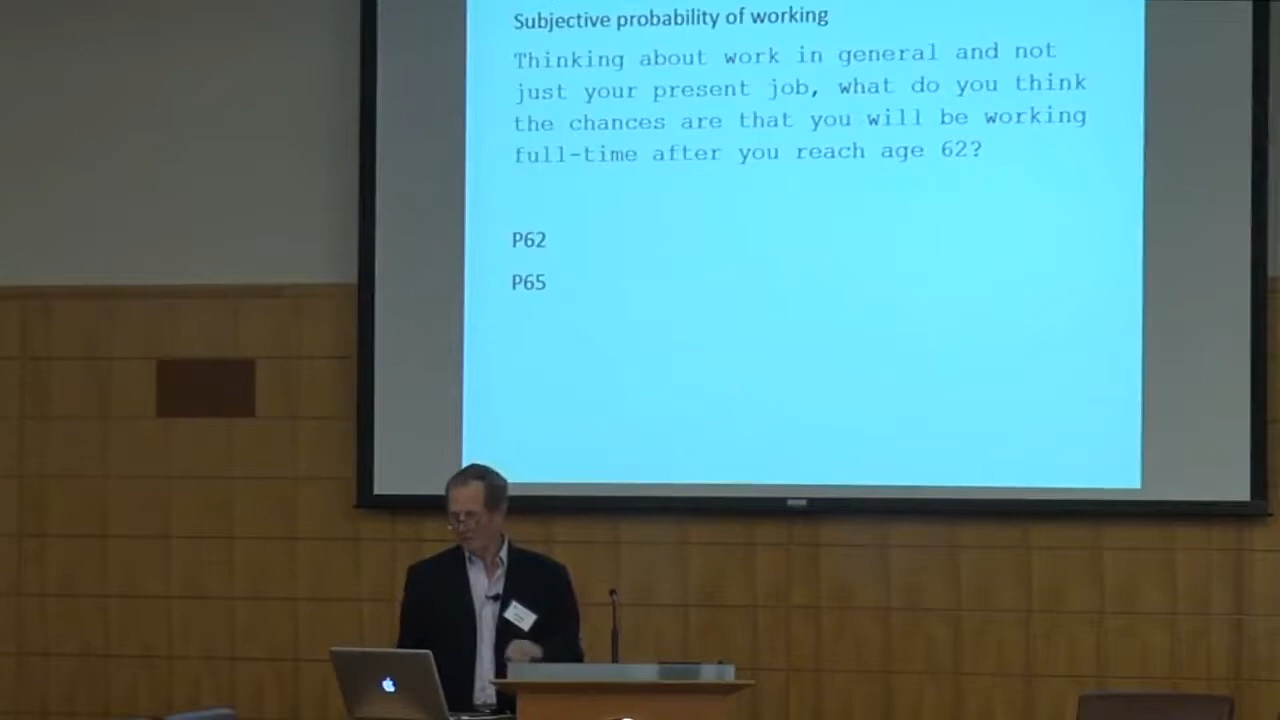 Subjective probability of working
Thinking about work in general and not
just your present job, what do you think
the chances are that you will be working
full-time after you reach age 62?
P62
P65